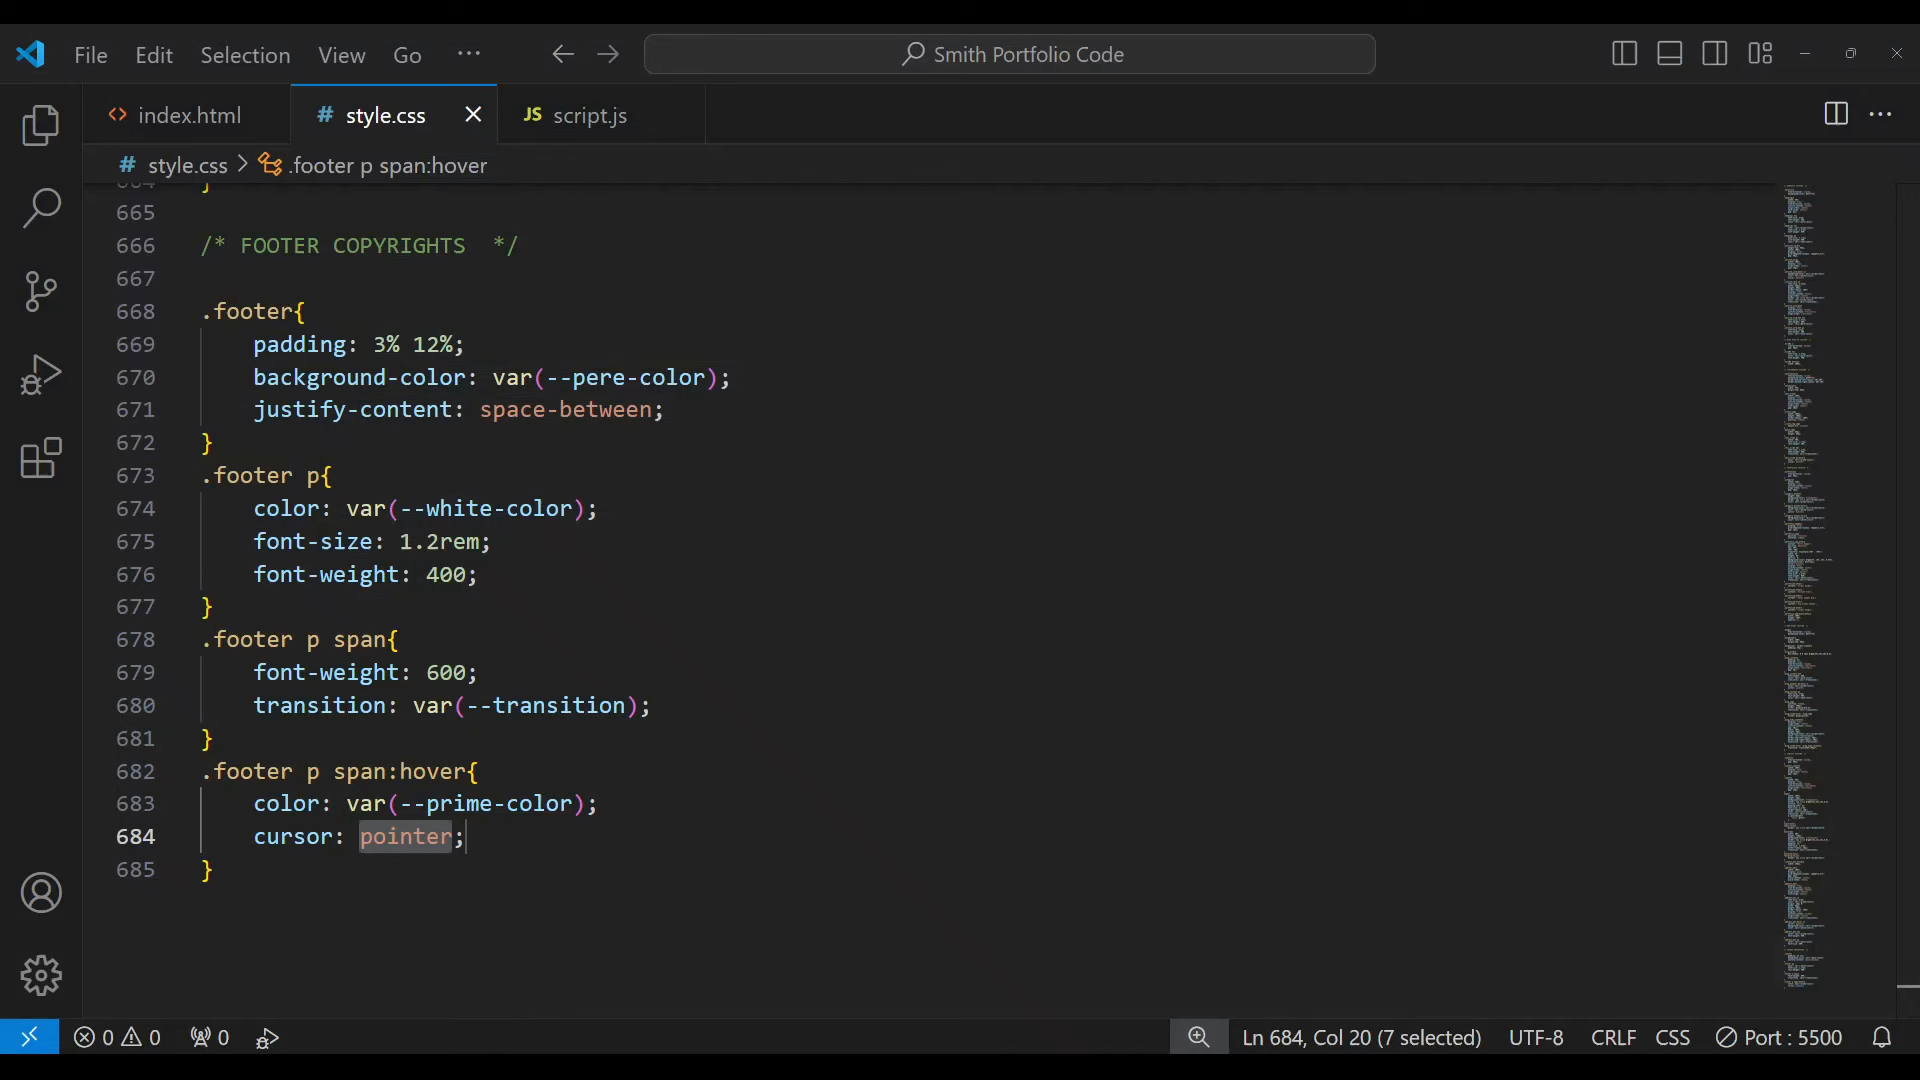 File Edit Selection View Go ··· Smith Portfolio Code
index.html # style.css JS script.js
# style.css > .footer p span:hover
664 }
665
666 /* FOOTER COPYRIGHTS  */
667
668 .footer{
669 padding: 3% 12%;
670 background-color: var(--pere-color);
671 justify-content: space-between;
672 }
673 .footer p{
674 color: var(--white-color);
675 font-size: 1.2rem;
676 font-weight: 400;
677 }
678 .footer p span{
679 font-weight: 600;
680 transition: var(--transition);
681 }
682 .footer p span:hover{
683 color: var(--prime-color);
684 cursor: pointer;
685 }
0 0 0 Ln 684, Col 20 (7 selected) UTF-8 CRLF CSS Port : 5500